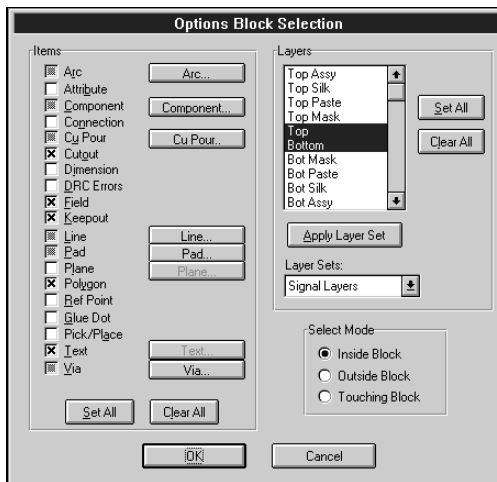 Options Block Selection
Items
Arc
Arc...
Attribute
Component
Component...
Connection
Cu Pour
Cu Pour..
Cutout
Dimension
DRC Errors
Field
Keepout
Line
Line...
Pad
Pad...
Plane
Plane...
Polygon
Ref Point
Glue Dot
Pick/Place
Text
Text...
Via
Via...
Set All
Clear All
Layers
Top Assy
Top Silk
Top Paste
Top Mask
Top
Bottom
Bot Mask
Bot Paste
Bot Silk
Bot Assy
Set All
Clear All
Apply Layer Set
Layer Sets:
Signal Layers
Select Mode
Inside Block
Outside Block
Touching Block
OK
Cancel